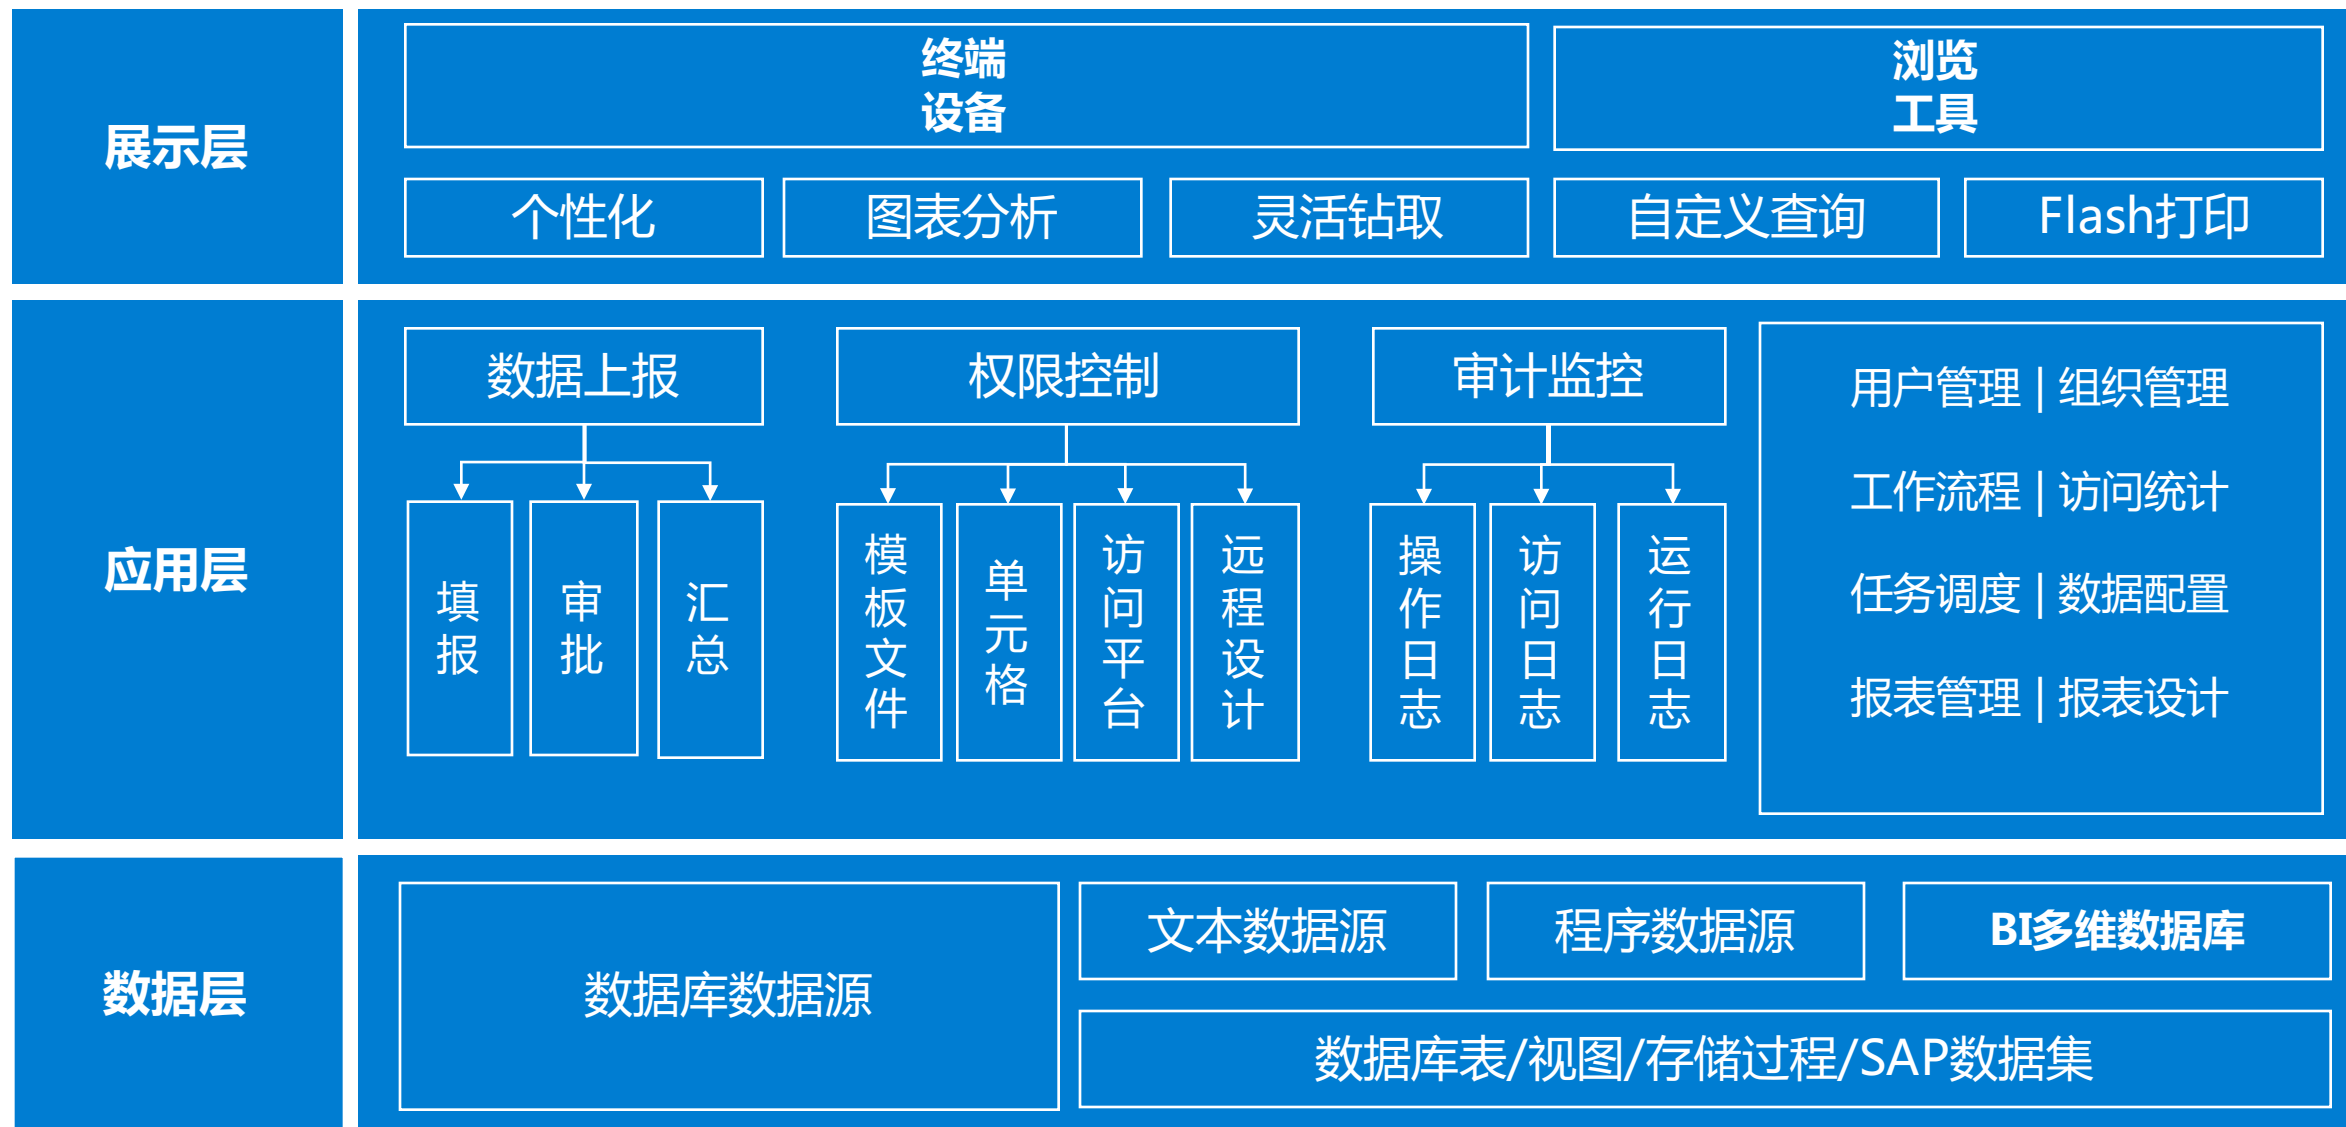 展示层
终端
设备
浏览
工具
个性化
图表分析
灵活钻取
自定义查询
Flash打印
应用层
数据上报
填报
审批
汇总
权限控制
模板文件
单元格
访问平台
远程设计
审计监控
操作日志
访问日志
运行日志
用户管理 | 组织管理
工作流程 | 访问统计
任务调度 | 数据配置
报表管理 | 报表设计
数据层
数据库数据源
文本数据源
程序数据源
BI多维数据库
数据库表/视图/存储过程/SAP数据集